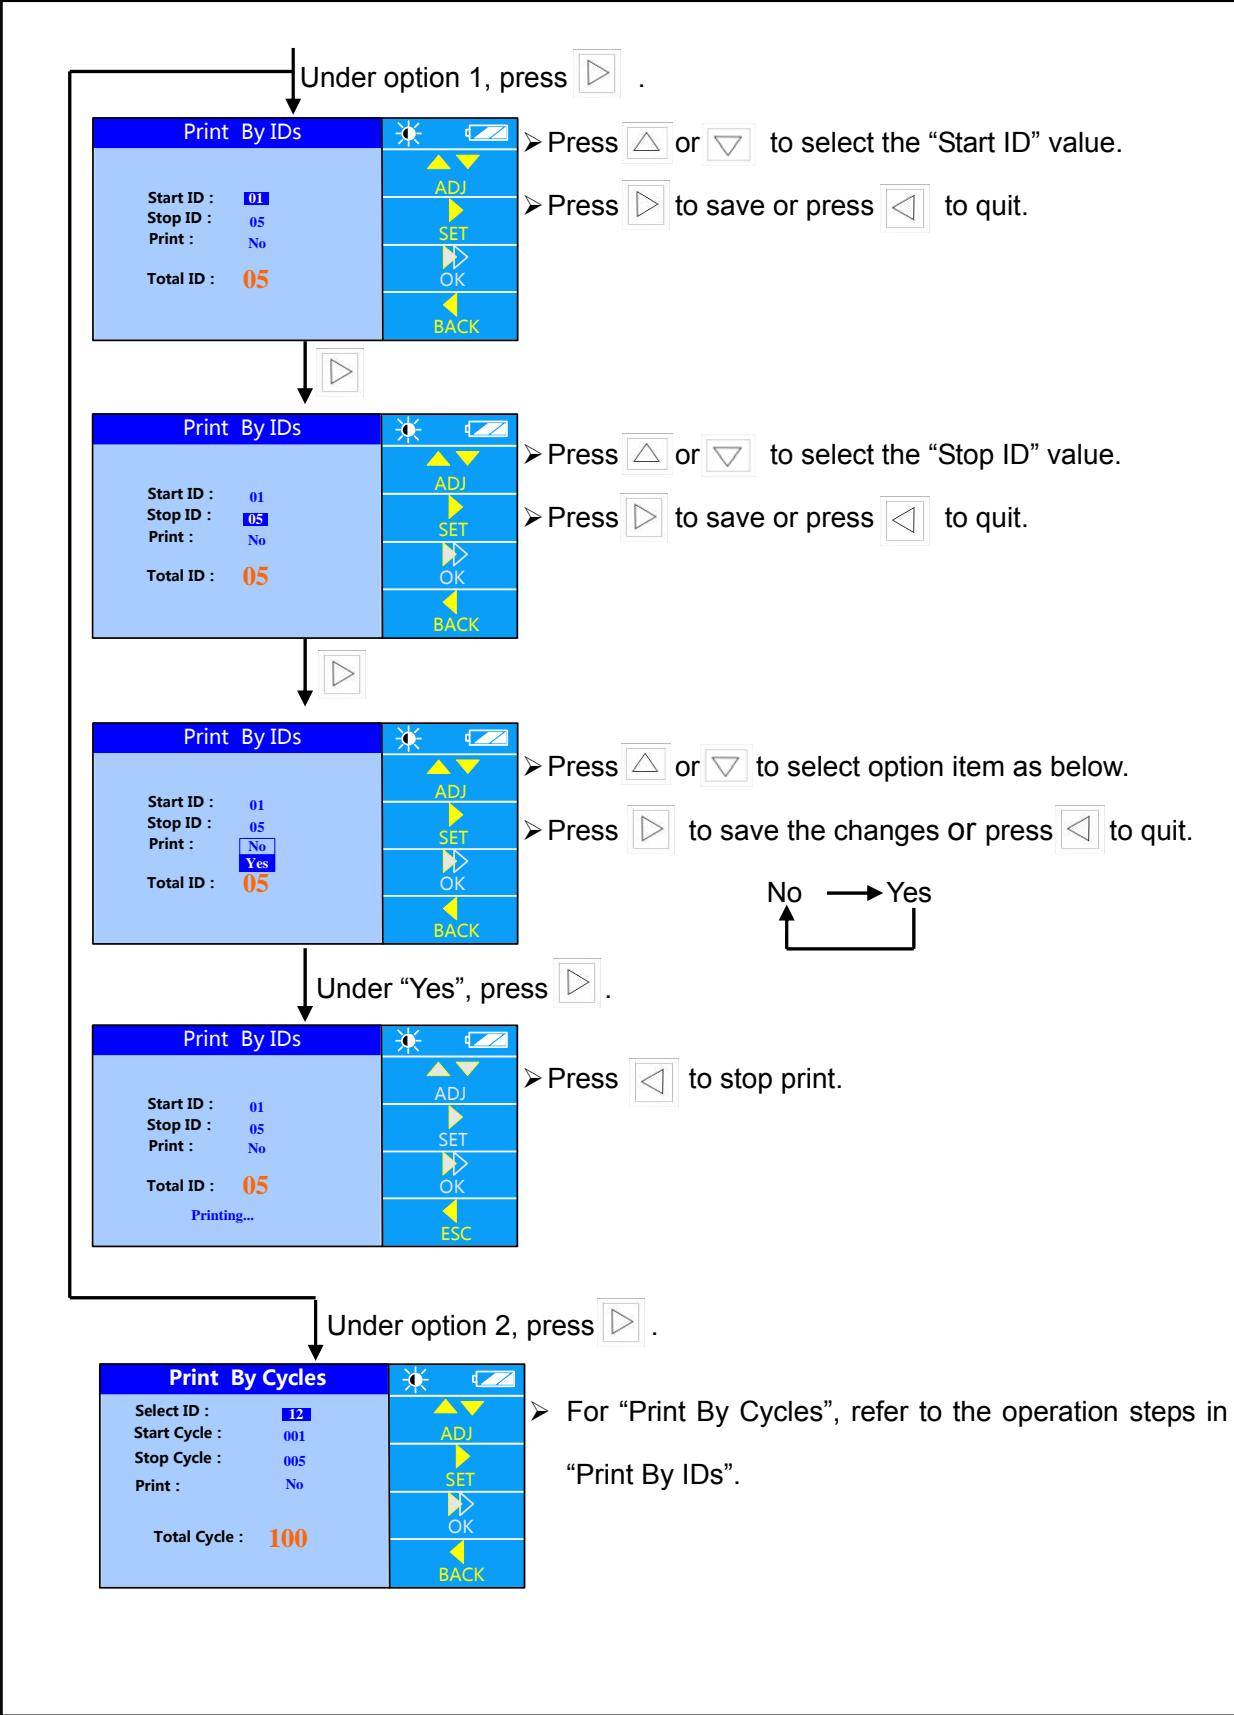 Under option 1, press .
Print By IDs
Start ID : 01
Stop ID : 05
Print : No
Total ID : 05
ADJ
SET
OK
BACK
➢ Press or to select the “Start ID” value.
➢ Press to save or press to quit.
Print By IDs
Start ID : 01
Stop ID : 05
Print : No
Total ID : 05
ADJ
SET
OK
BACK
➢ Press or to select the “Stop ID” value.
➢ Press to save or press to quit.
Print By IDs
Start ID : 01
Stop ID : 05
Print : No
Yes
Total ID : 05
ADJ
SET
OK
BACK
➢ Press or to select option item as below.
➢ Press to save the changes or press to quit.
No Yes
Under “Yes”, press .
Print By IDs
Start ID : 01
Stop ID : 05
Print : No
Total ID : 05
Printing...
ADJ
SET
OK
ESC
➢ Press to stop print.
Under option 2, press .
Print By Cycles
Select ID : 12
Start Cycle : 001
Stop Cycle : 005
Print : No
Total Cycle : 100
ADJ
SET
OK
BACK
➢ For “Print By Cycles”, refer to the operation steps in
“Print By IDs”.